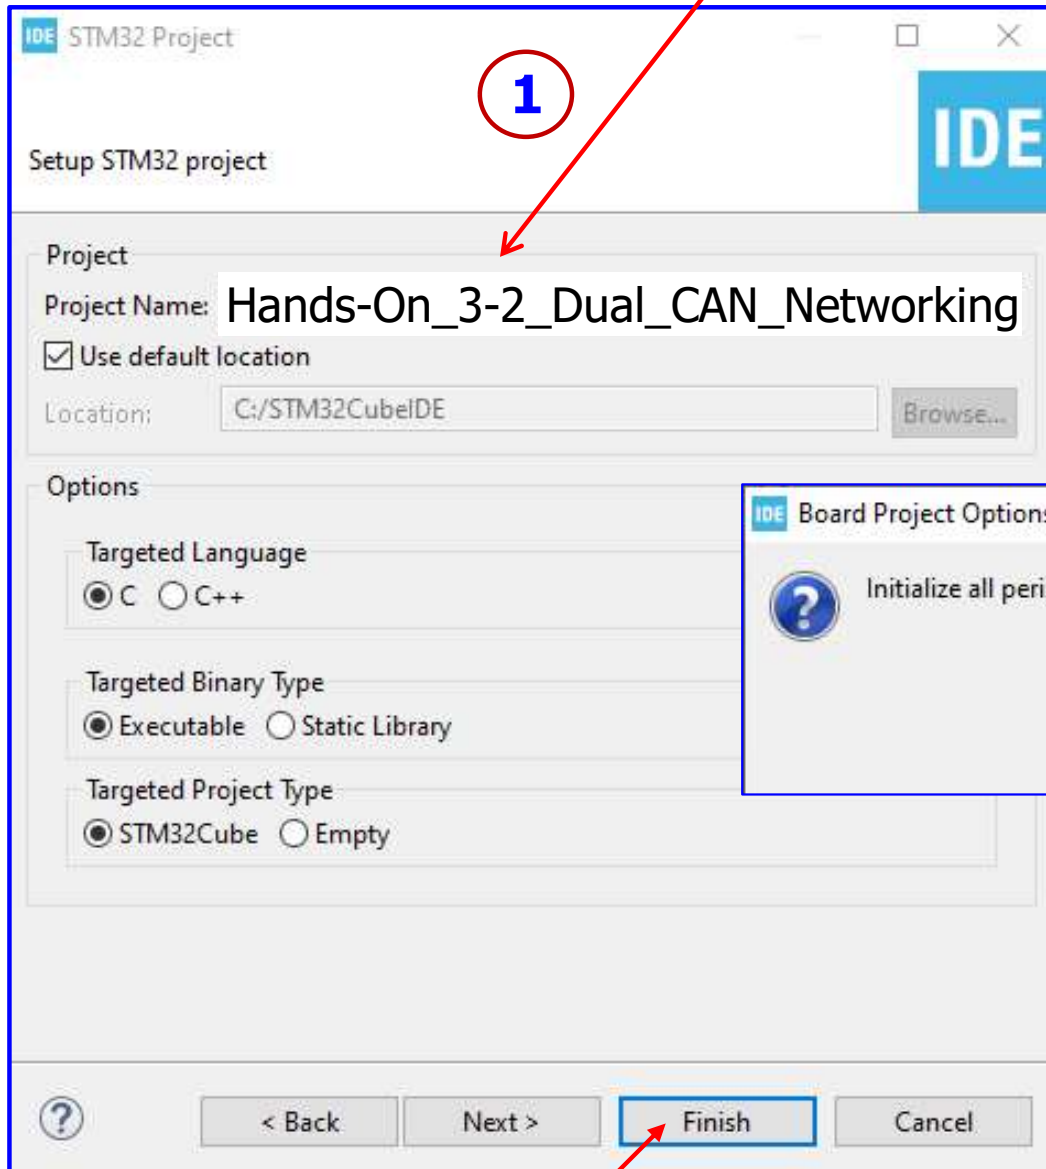 IDE STM32 Project
1
IDE
Setup STM32 project
Project
Project Name: Hands-On_3-2_Dual_CAN_Networking
Use default location
Location: C:/STM32CubeIDE Browse...
Options
IDE Board Project Options
Targeted Language
C C++
Initialize all peri
Targeted Binary Type
Executable Static Library
Targeted Project Type
STM32Cube Empty
? < Back Next > Finish Cancel